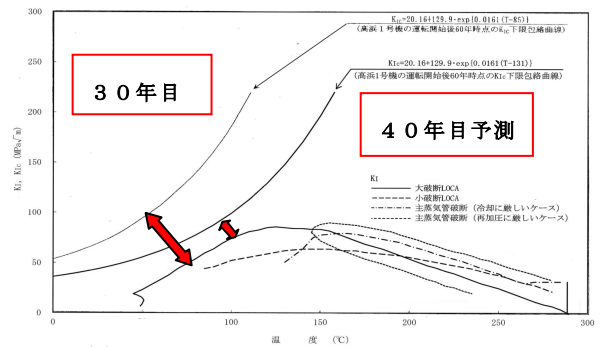 300
250
200
150
100
50
0
KI, KIc (MPa√m)
0
50
100
150
200
250
300
温 度 (℃)
KIc=20.16+129.9·exp{0.0161(T-85)}
(高浜1号機の運転開始後60年時点のKIc下限包絡曲線)
KIc=20.16+129.9·exp{0.0161(T-131)}
(高浜1号機の運転開始後60年時点のKIc下限包絡曲線)
30年目
40年目予測
KI
大破断LOCA
小破断LOCA
主蒸気管破断 (冷却に厳しいケース)
主蒸気管破断 (再加圧に厳しいケース)